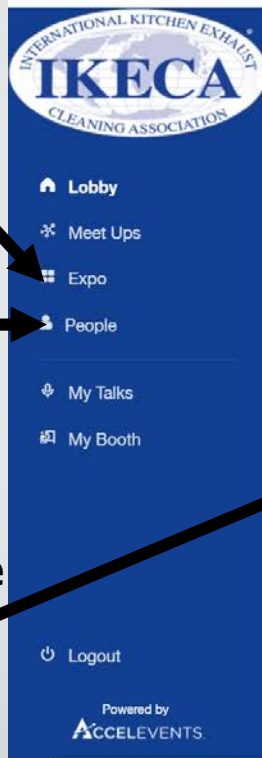 INTERNATIONAL KITCHEN EXHAUST
IKECA
CLEANING ASSOCIATION
Lobby
Meet Ups
Expo
People
My Talks
My Booth
e
Logout
Powered by
ACCELEVENTS